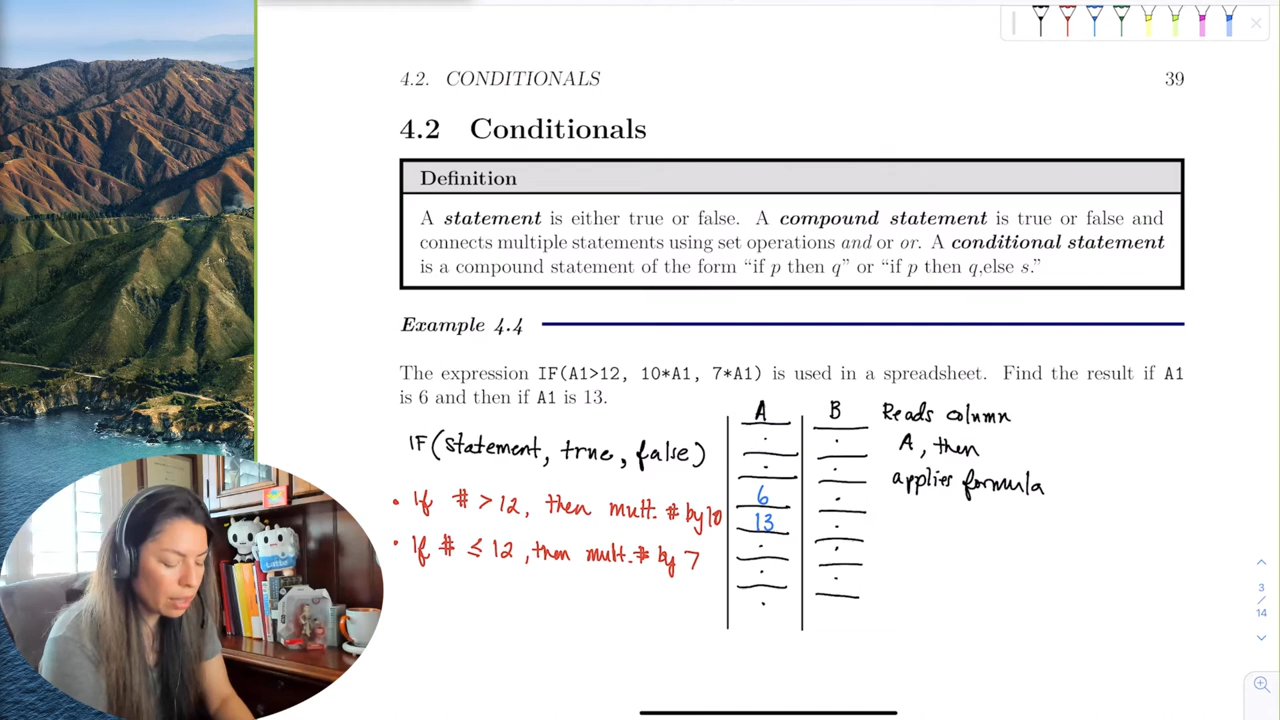 4.2. CONDITIONALS 39
4.2 Conditionals
Definition
A statement is either true or false. A compound statement is true or false and
connects multiple statements using set operations and or or. A conditional statement
is a compound statement of the form “if p then q” or “if p then q,else s.”
Example 4.4
The expression IF(A1>12, 10*A1, 7*A1) is used in a spreadsheet. Find the result if A1
is 6 and then if A1 is 13.
A B Reads column
IF(statement, true, false) A, then
applies formula
6
• If # > 12, then mult. # by 10
13
• If # ≤ 12, then mult. # by 7
3
/
14